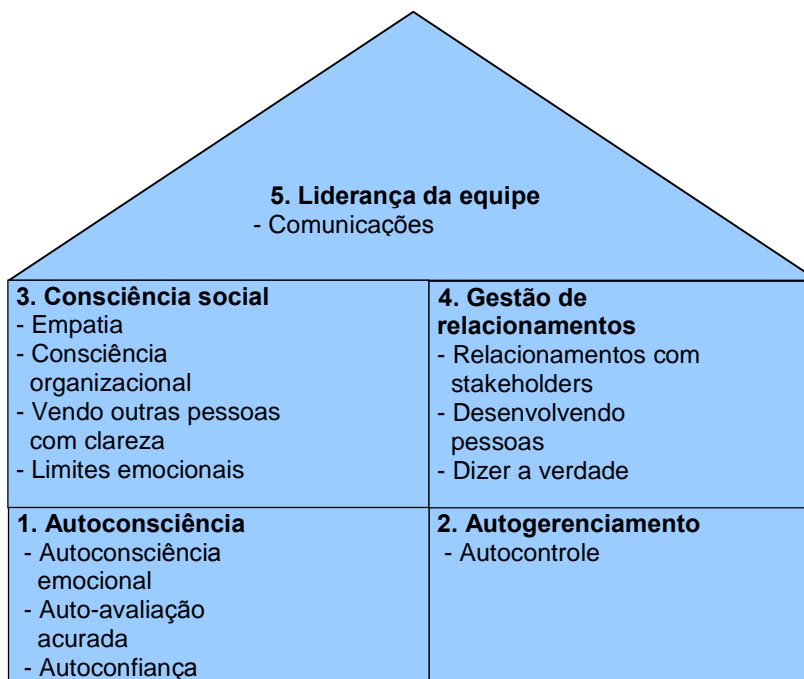 5. Liderança da equipe
- Comunicações
3. Consciência social
- Empatia
- Consciência
organizacional
- Vendo outras pessoas
com clareza
- Limites emocionais
4. Gestão de
relacionamentos
- Relacionamentos com
stakeholders
- Desenvolvendo
pessoas
- Dizer a verdade
1. Autoconsciência
- Autoconsciência
emocional
- Auto-avaliação
acurada
- Autoconfiança
2. Autogerenciamento
- Autocontrole